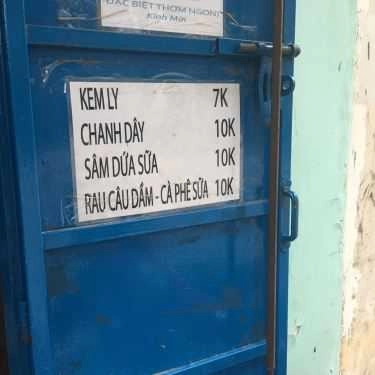 ĐẶC BIỆT THƠM NGON!
Kính Mời
KEM LY 7K
CHANH DÂY 10K
SÂM DỨA SỮA 10K
RAU CÂU DẦM - CÀ PHÊ SỮA 10K